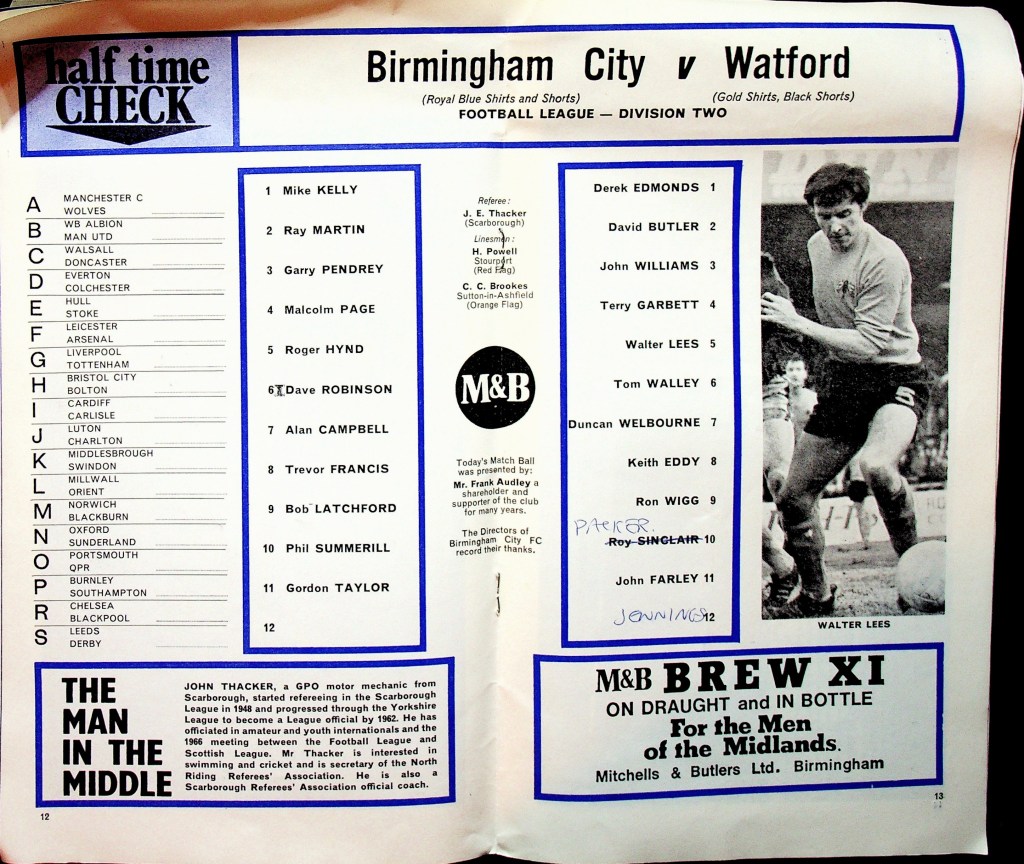 half time
CHECK
Birmingham City v Watford
(Royal Blue Shirts and Shorts) (Gold Shirts, Black Shorts)
FOOTBALL LEAGUE — DIVISION TWO
A MANCHESTER C
WOLVES
B WB ALBION
MAN UTD
C WALSALL
DONCASTER
D EVERTON
COLCHESTER
E HULL
STOKE
F LEICESTER
ARSENAL
G LIVERPOOL
TOTTENHAM
H BRISTOL CITY
BOLTON
I CARDIFF
CARLISLE
J LUTON
CHARLTON
K MIDDLESBROUGH
SWINDON
L MILLWALL
ORIENT
M NORWICH
BLACKBURN
N OXFORD
SUNDERLAND
O PORTSMOUTH
QPR
P BURNLEY
SOUTHAMPTON
R CHELSEA
BLACKPOOL
S LEEDS
DERBY
1 Mike KELLY
2 Ray MARTIN
3 Garry PENDREY
4 Malcolm PAGE
5 Roger HYND
6 Dave ROBINSON
7 Alan CAMPBELL
8 Trevor FRANCIS
9 Bob LATCHFORD
10 Phil SUMMERILL
11 Gordon TAYLOR
12
Referee:
J. E. Thacker
(Scarborough)
Linesmen:
H. Powell
Stourport
(Red Flag)
C. C. Brookes
Sutton-in-Ashfield
(Orange Flag)
M&B
Today's Match Ball
was presented by:
Mr. Frank Audley a
shareholder and
supporter of the club
for many years.
The Directors of
Birmingham City FC
record their thanks.
Derek EDMONDS 1
David BUTLER 2
John WILLIAMS 3
Terry GARBETT 4
Walter LEES 5
Tom WALLEY 6
Duncan WELBOURNE 7
Keith EDDY 8
Ron WIGG 9
PACKER.
Roy SINCLAIR 10
John FARLEY 11
JENNINGS 12
5
WALTER LEES
THE
MAN
IN THE
MIDDLE
JOHN THACKER, a GPO motor mechanic from
Scarborough, started refereeing in the Scarborough
League in 1948 and progressed through the Yorkshire
League to become a League official by 1962. He has
officiated in amateur and youth internationals and the
1966 meeting between the Football League and
Scottish League. Mr Thacker is interested in
swimming and cricket and is secretary of the North
Riding Referees' Association. He is also a
Scarborough Referees' Association official coach.
M&B BREW XI
ON DRAUGHT and IN BOTTLE
For the Men
of the Midlands.
Mitchells & Butlers Ltd. Birmingham
12
13